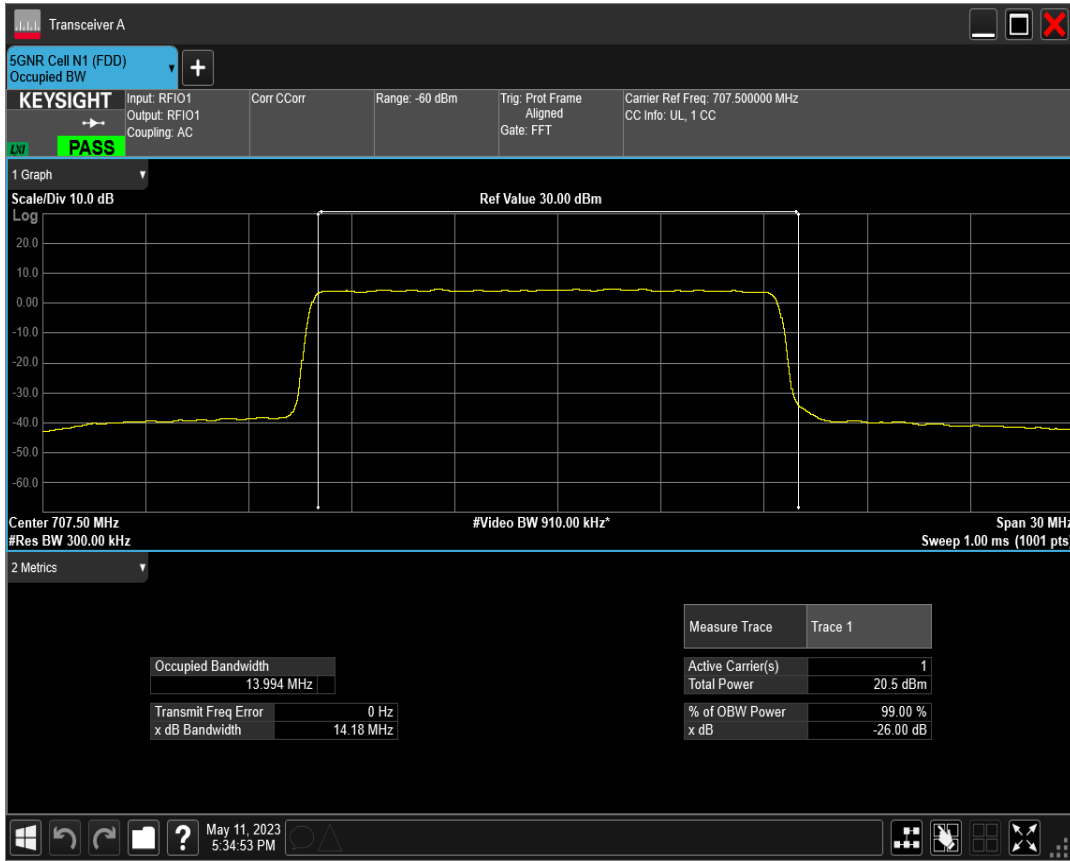 Transceiver A
5GNR Cell N1 (FDD)
Occupied BW
+
KEYSIGHT
LXI
PASS
Input: RFIO1
Output: RFIO1
Coupling: AC
Corr CCorr
Range: -60 dBm
Trig: Prot Frame
Aligned
Gate: FFT
Carrier Ref Freq: 707.500000 MHz
CC Info: UL, 1 CC
1 Graph
Scale/Div 10.0 dB
Ref Value 30.00 dBm
Log
20.0
10.0
0.00
-10.0
-20.0
-30.0
-40.0
-50.0
-60.0
Center 707.50 MHz
#Video BW 910.00 kHz*
Span 30 MHz
#Res BW 300.00 kHz
Sweep 1.00 ms (1001 pts)
2 Metrics
Measure Trace Trace 1
Occupied Bandwidth
13.994 MHz
Active Carrier(s) 1
Total Power 20.5 dBm
Transmit Freq Error 0 Hz
x dB Bandwidth 14.18 MHz
% of OBW Power 99.00 %
x dB -26.00 dB
?
May 11, 2023
5:34:53 PM